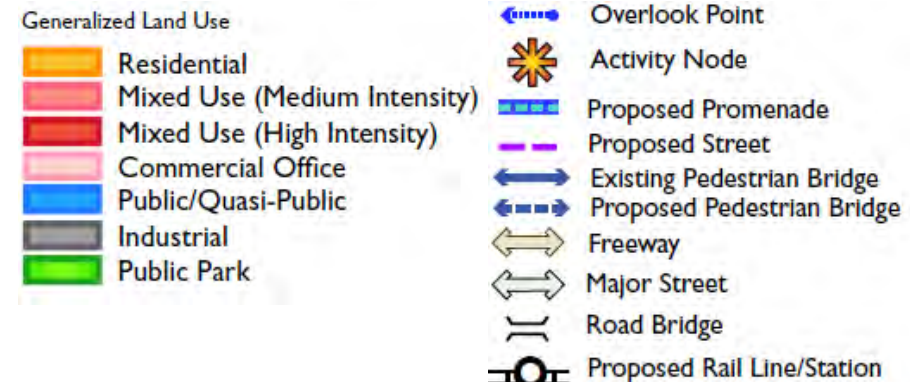 Generalized Land Use
Residential
Mixed Use (Medium Intensity)
Mixed Use (High Intensity)
Commercial Office
Public/Quasi-Public
Industrial
Public Park
Overlook Point
Activity Node
Proposed Promenade
Proposed Street
Existing Pedestrian Bridge
Proposed Pedestrian Bridge
Freeway
Major Street
Road Bridge
Proposed Rail Line/Station